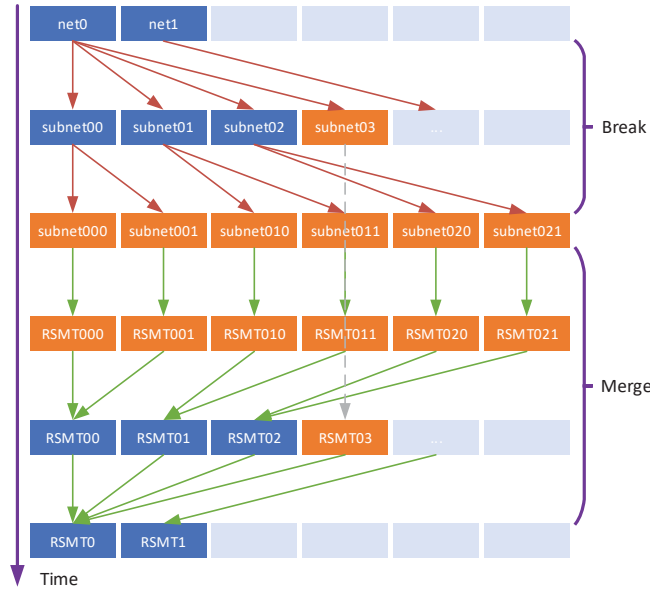 net0 net1
Break
subnet00 subnet01 subnet02 subnet03 ...
subnet000 subnet001 subnet010 subnet011 subnet020 subnet021
RSMT000 RSMT001 RSMT010 RSMT011 RSMT020 RSMT021
Merge
RSMT00 RSMT01 RSMT02 RSMT03 ...
RSMT0 RSMT1
Time